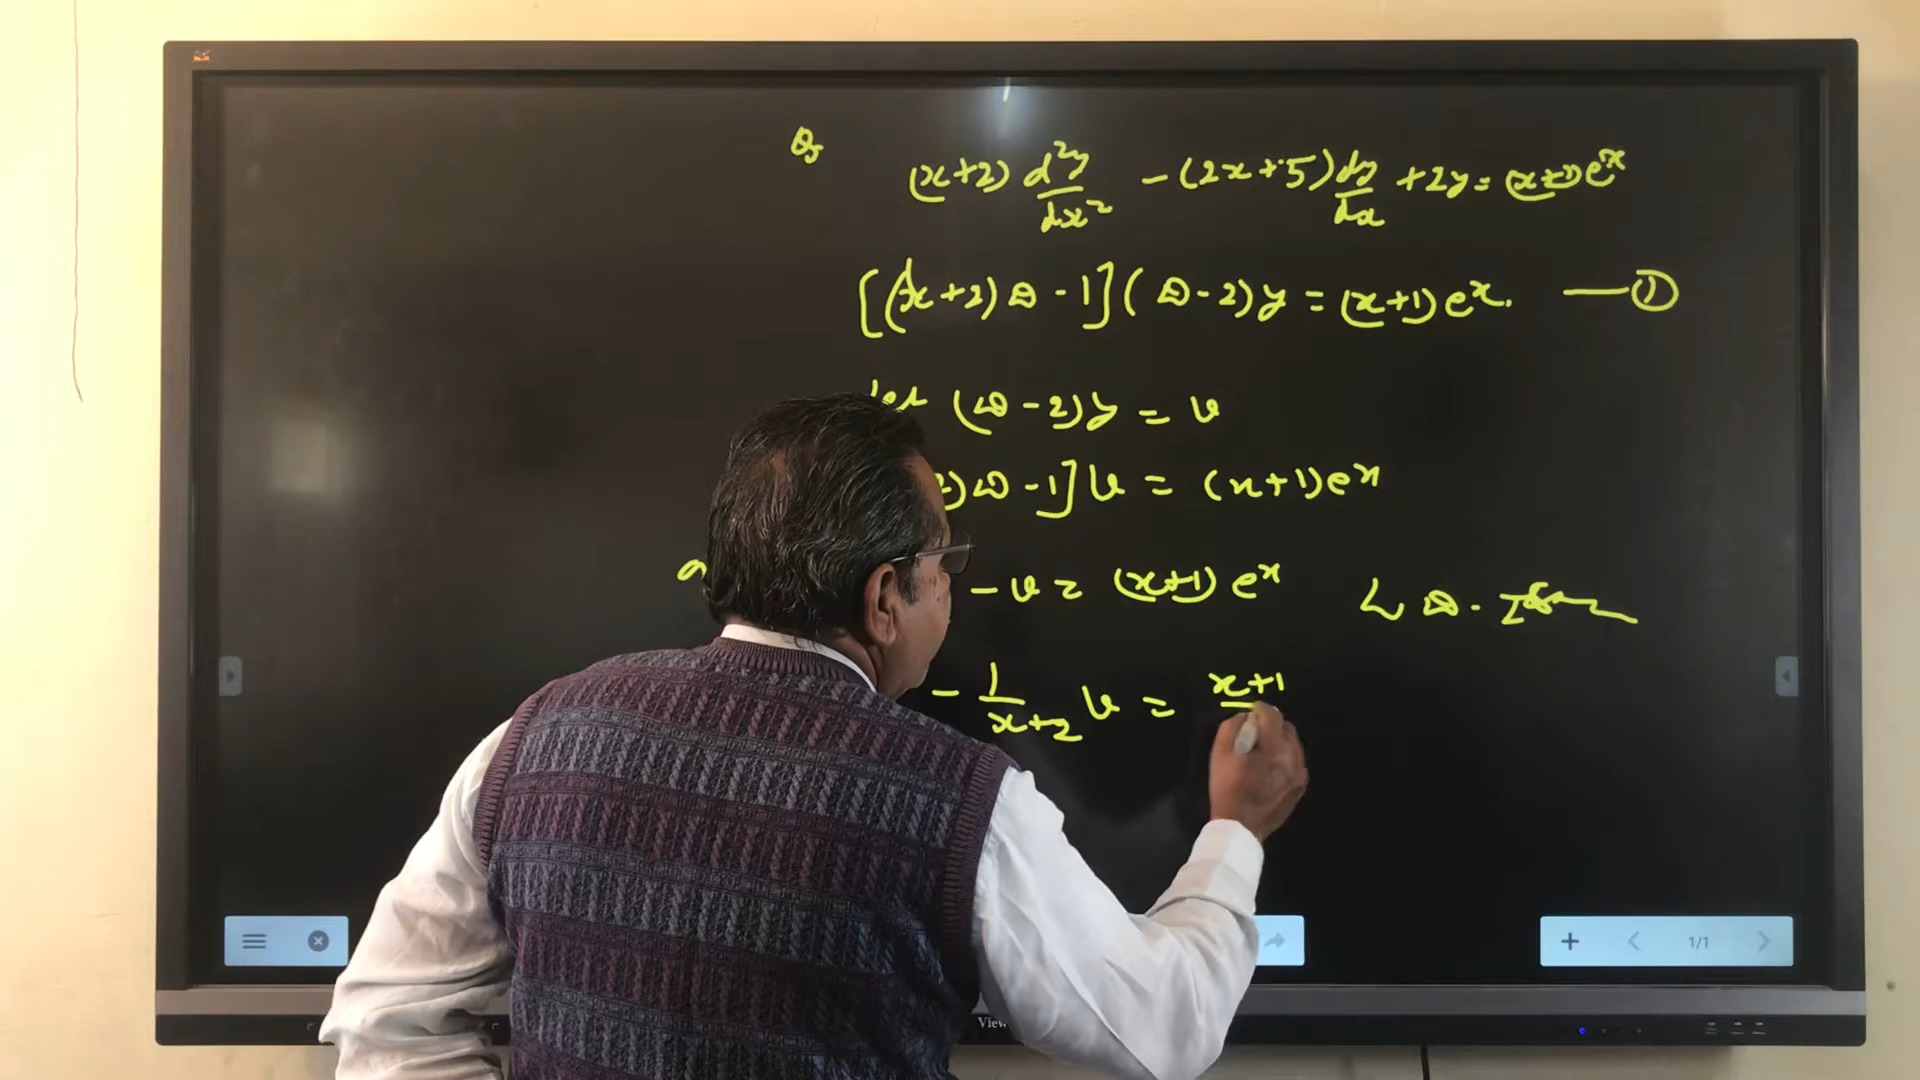 Q
(x+2) d²y/dx² - (2x+5) dy/dx + 2y = (x+1)eˣ
[(x+2)D - 1](D - 2)y = (x+1)eˣ. —①
let (D - 2)y = v
)D - 1]v = (x+1)eˣ
- v = (x+1)eˣ
- 1/x+2 v = x+1
1/1
View